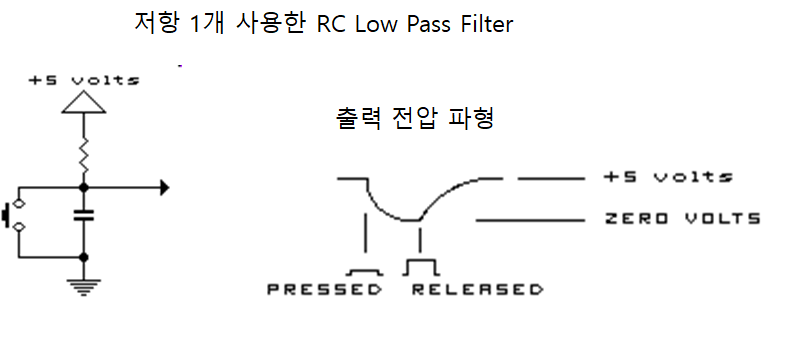 저항 1개 사용한 RC Low Pass Filter
+5 volts
출력 전압 파형
+5 volts
ZERO VOLTS
PRESSED RELEASED